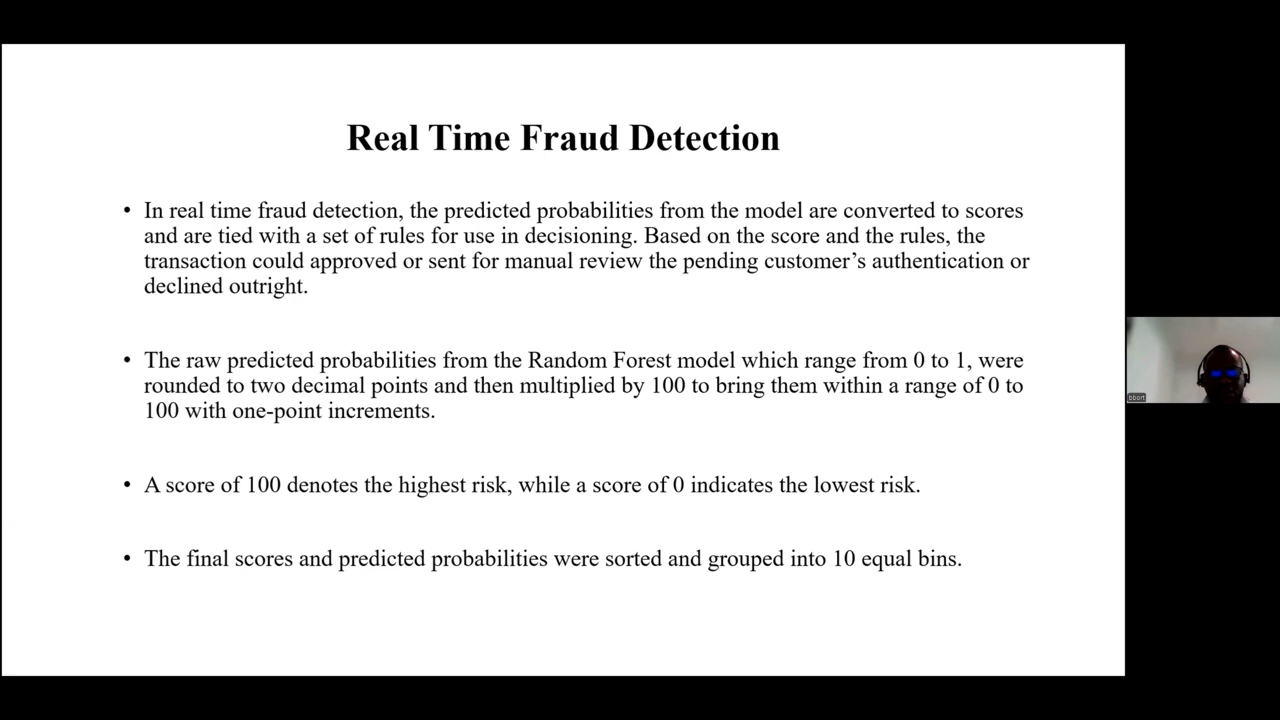 Real Time Fraud Detection
• In real time fraud detection, the predicted probabilities from the model are converted to scores
and are tied with a set of rules for use in decisioning. Based on the score and the rules, the
transaction could approved or sent for manual review the pending customer’s authentication or
declined outright.
• The raw predicted probabilities from the Random Forest model which range from 0 to 1, were
rounded to two decimal points and then multiplied by 100 to bring them within a range of 0 to
100 with one-point increments.
• A score of 100 denotes the highest risk, while a score of 0 indicates the lowest risk.
• The final scores and predicted probabilities were sorted and grouped into 10 equal bins.
bbort